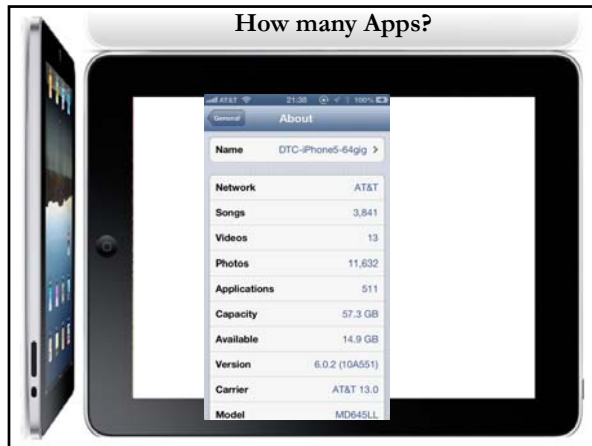 How many Apps?
AT&T 21:38 100%
General About
Name DTC-iPhone5-64gig >
Network AT&T
Songs 3,841
Videos 13
Photos 11,632
Applications 511
Capacity 57.3 GB
Available 14.9 GB
Version 6.0.2 (10A551)
Carrier AT&T 13.0
Model MD645LL